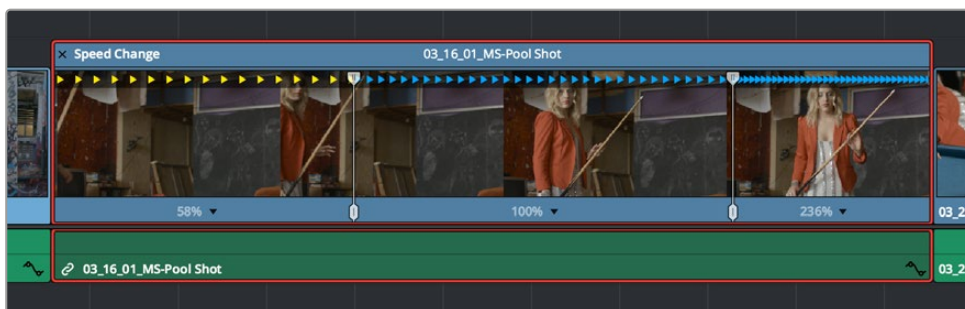 × Speed Change 03_16_01_MS-Pool Shot
58% 100% 236%
03_2
03_16_01_MS-Pool Shot
03_2